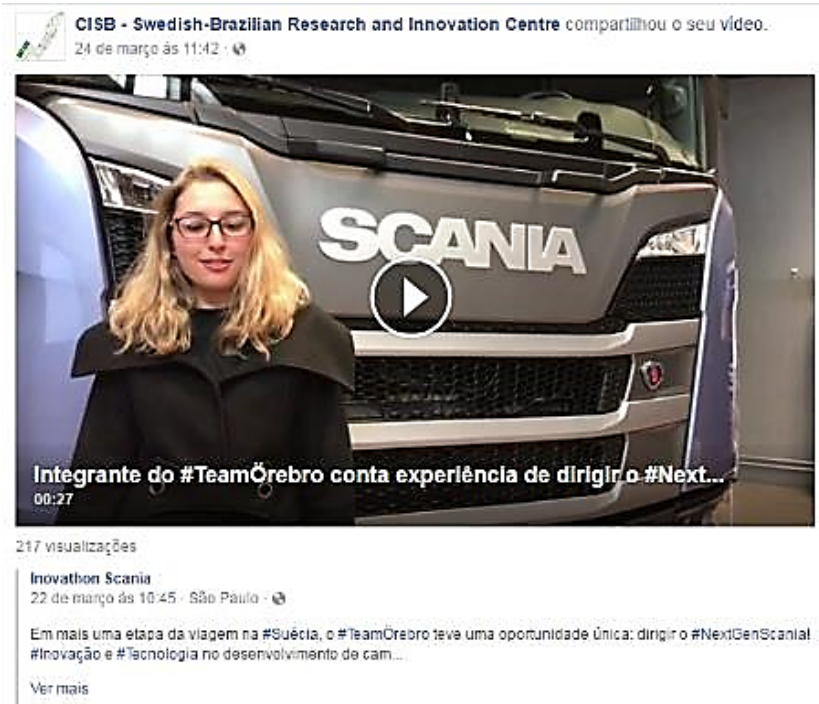 CISB - Swedish-Brazilian Research and Innovation Centre compartilhou o seu vídeo.
24 de março às 11:42 ·
SCANIA
Integrante do #TeamÖrebro conta experiência de dirigir o #Next...
00:27
217 visualizações
Inovathon Scania
22 de março às 10:45 · São Paulo ·
Em mais uma etapa da viagem na #Suécia, o #TeamÖrebro teve uma oportunidade única: dirigir o #NextGenScania!
#Inovação e #Tecnologia no desenvolvimento de cam...
Ver mais